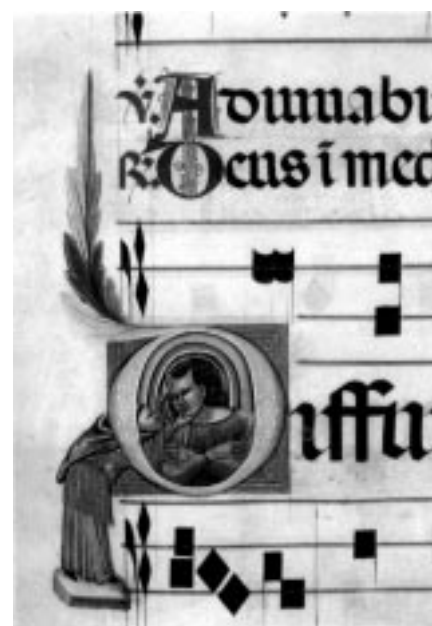 ℣. Adiuuabi
℟. Deus ī med
Diffu